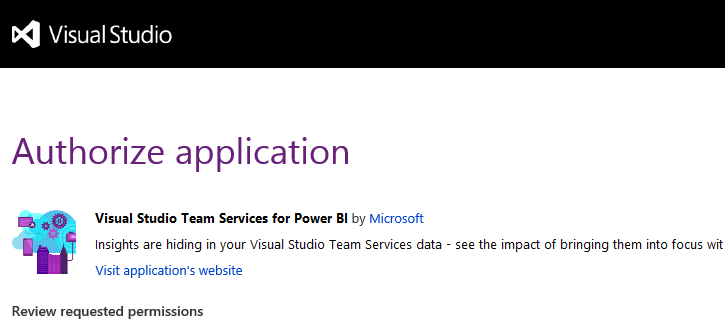 Visual Studio
Authorize application
Visual Studio Team Services for Power BI by Microsoft
Insights are hiding in your Visual Studio Team Services data - see the impact of bringing them into focus
Visit application's website
Review requested permissions